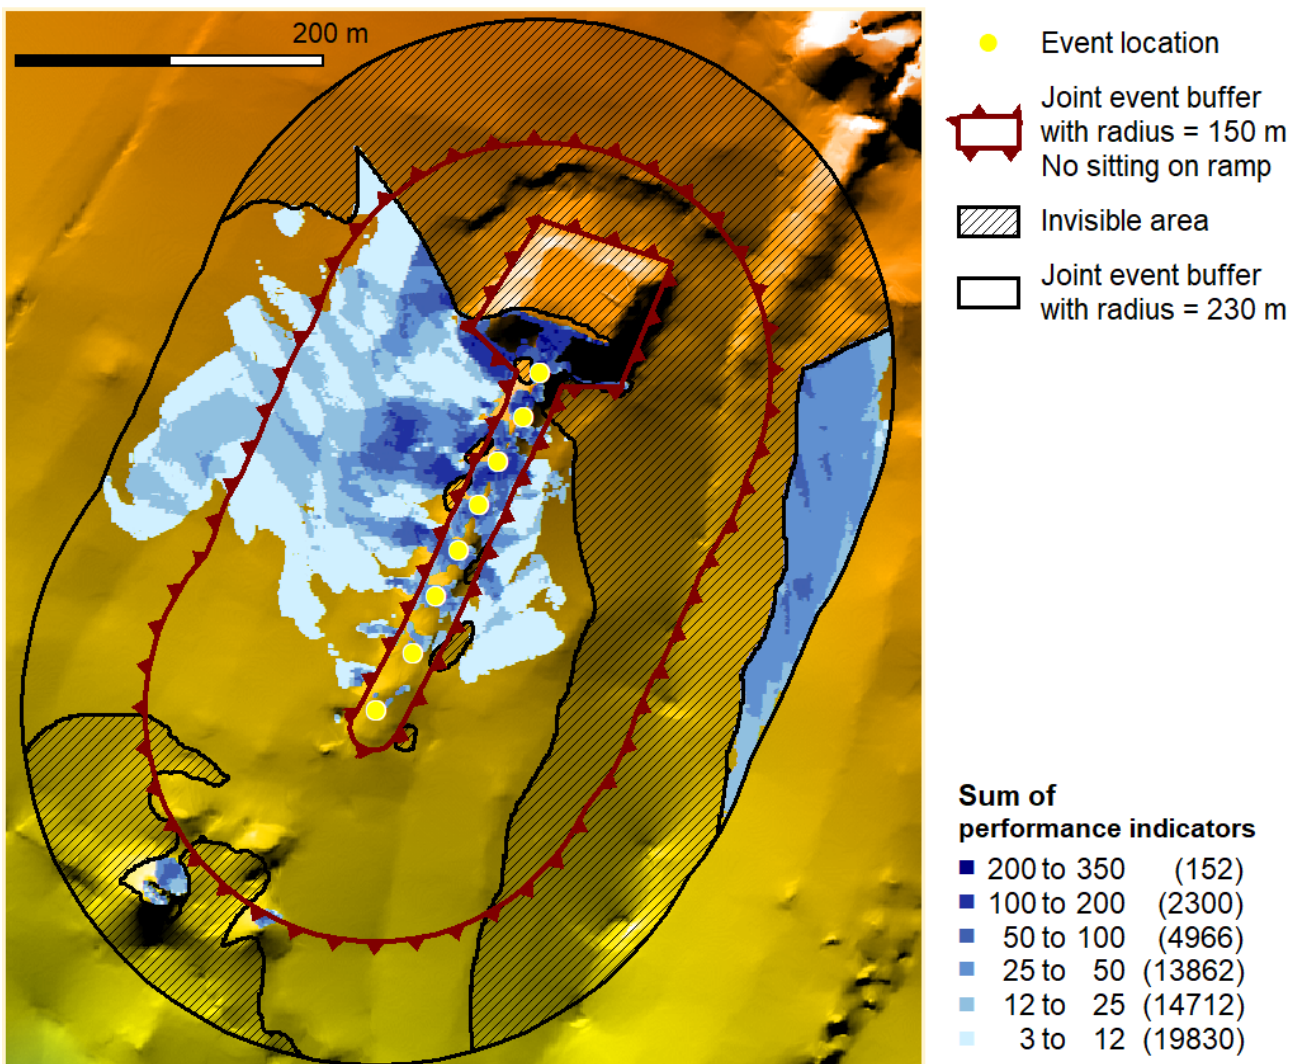 200 m
Event location
Joint event buffer
with radius = 150 m
No sitting on ramp
Invisible area
Joint event buffer
with radius = 230 m
Sum of
performance indicators
200 to 350 (152)
100 to 200 (2300)
50 to 100 (4966)
25 to 50 (13862)
12 to 25 (14712)
3 to 12 (19830)